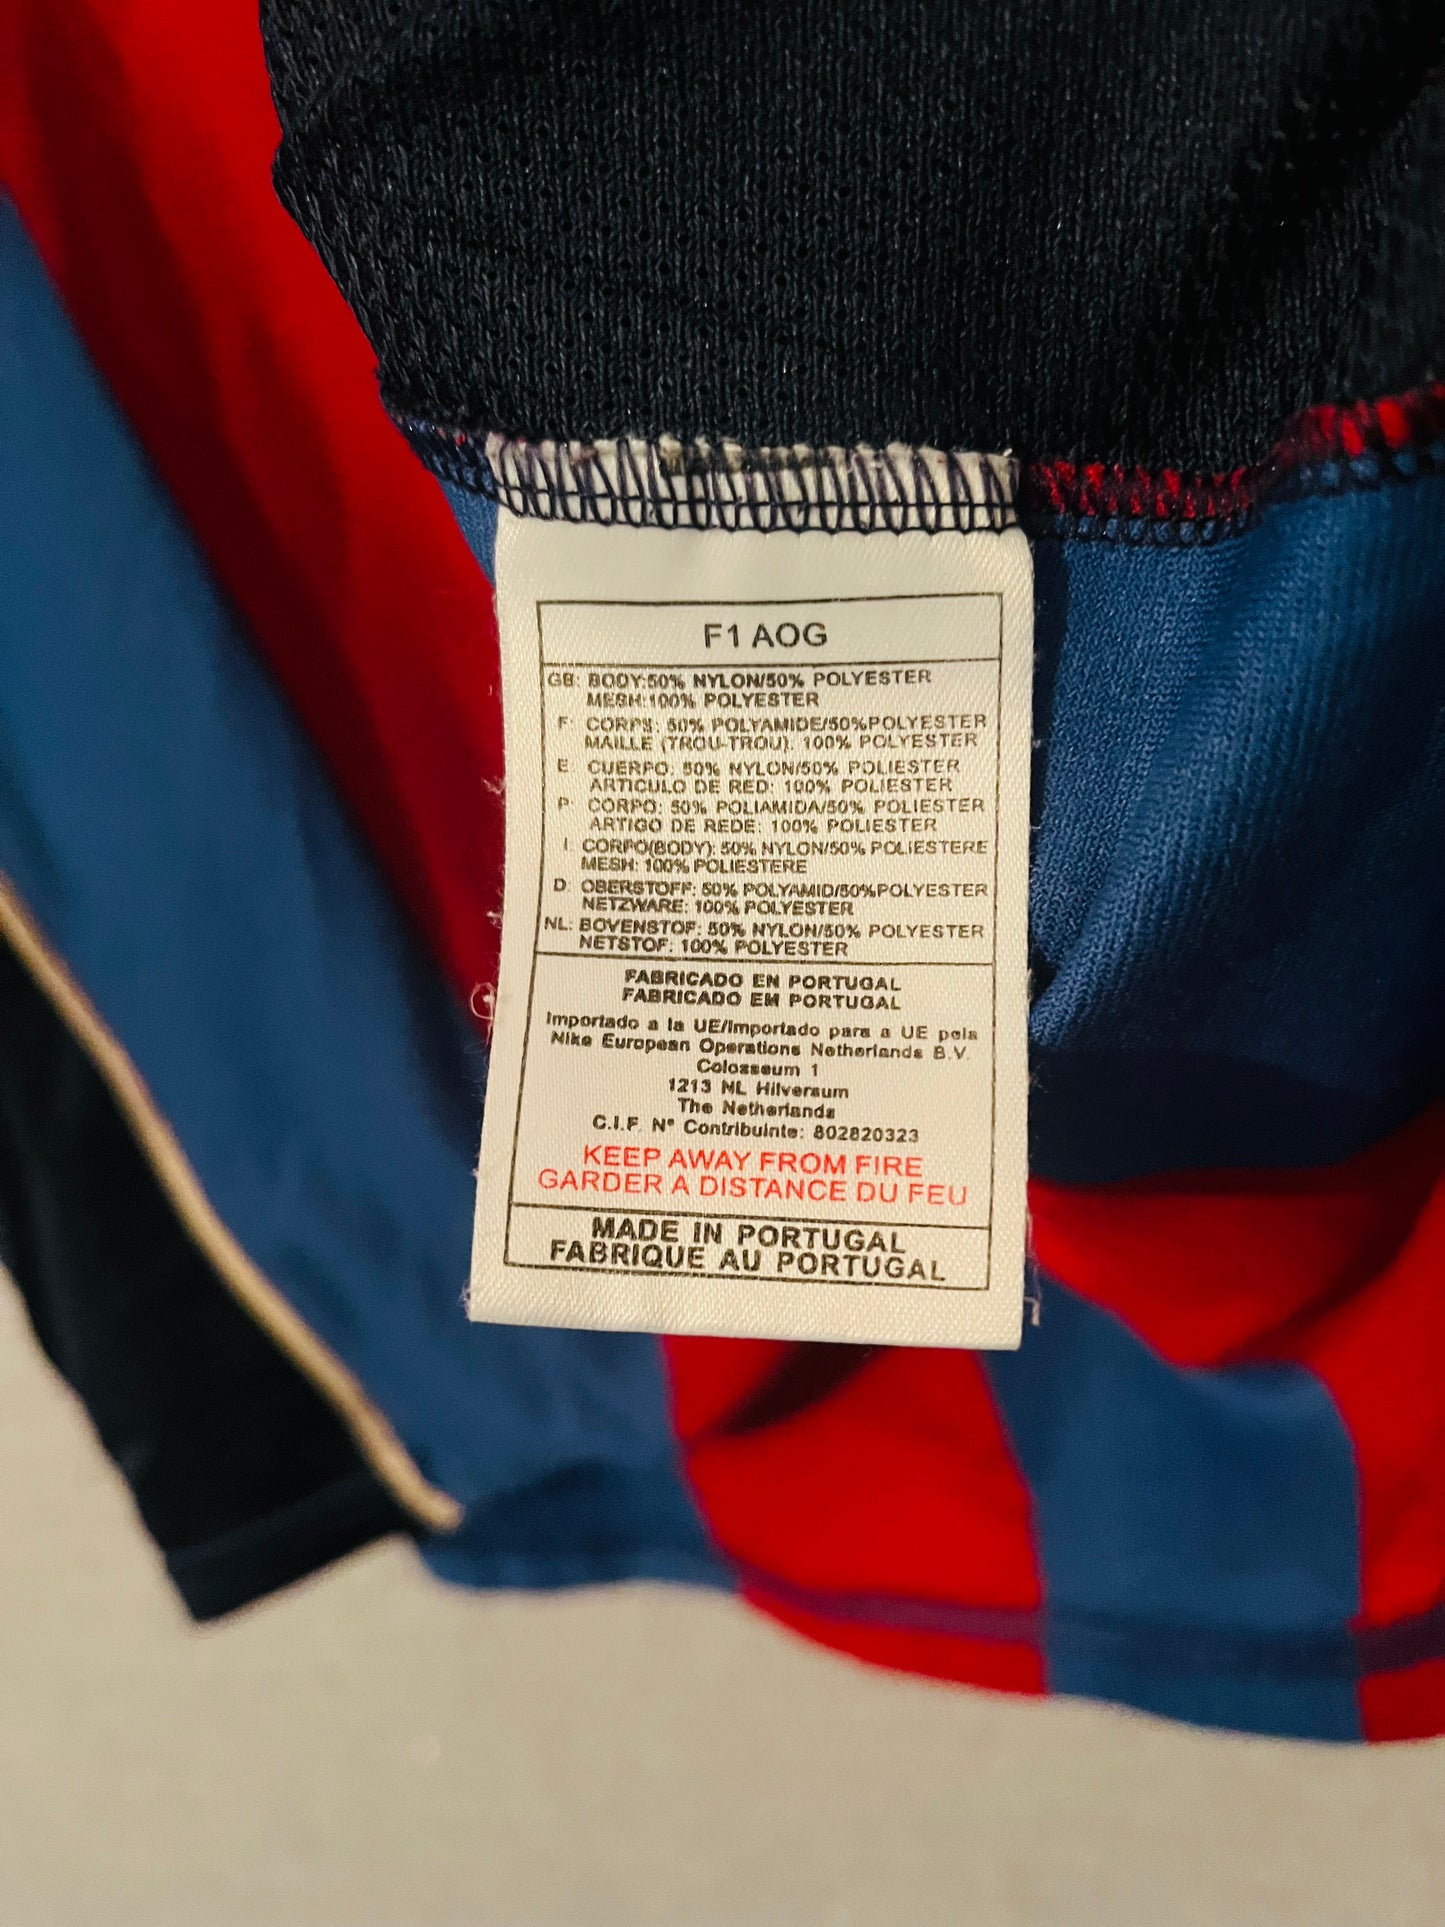 F1 AOG
GB: BODY:50% NYLON/50% POLYESTER
MESH:100% POLYESTER
F: CORPS: 50% POLYAMIDE/50%POLYESTER
MAILLE (TROU-TROU): 100% POLYESTER
E: CUERPO: 50% NYLON/50% POLIESTER
ARTICULO DE RED: 100% POLIESTER
P: CORPO: 50% POLIAMIDA/50% POLIESTER
ARTIGO DE REDE: 100% POLIESTER
I: CORPO(BODY): 50% NYLON/50% POLIESTERE
MESH: 100% POLIESTERE
D: OBERSTOFF: 50% POLYAMID/50%POLYESTER
NETZWARE: 100% POLYESTER
NL: BOVENSTOF: 50% NYLON/50% POLYESTER
NETSTOF: 100% POLYESTER
FABRICADO EN PORTUGAL
FABRICADO EM PORTUGAL
Importado a la UE/Importado para a UE pela
Nike European Operations Netherlands B.V.
Colosseum 1
1213 NL Hilversum
The Netherlands
C.I.F. N° Contribuinte: 802820323
KEEP AWAY FROM FIRE
GARDER A DISTANCE DU FEU
MADE IN PORTUGAL
FABRIQUE AU PORTUGAL